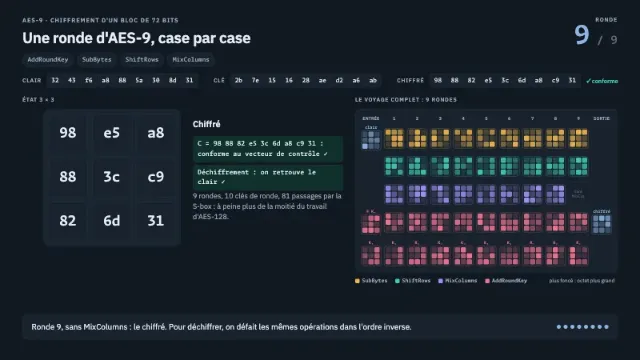 AES-9 · CHIFFREMENT D'UN BLOC DE 72 BITS
Une ronde d'AES-9, case par case
RONDE
9 / 9
AddRoundKey SubBytes ShiftRows MixColumns
CLAIR 32 43 f6 a8 88 5a 30 8d 31 CLÉ 2b 7e 15 16 28 ae d2 a6 ab CHIFFRÉ 98 88 82 e5 3c 6d a8 c9 31 ✓ conforme
ÉTAT 3 × 3
98 e5 a8
88 3c c9
82 6d 31
Chiffré
C = 98 88 82 e5 3c 6d a8 c9 31 :
conforme au vecteur de contrôle ✓
Déchiffrement : on retrouve le
clair ✓
9 rondes, 10 clés de ronde, 81 passages par la
S-box : à peine plus de la moitié du travail
d'AES-128.
LE VOYAGE COMPLET : 9 RONDES
ENTRÉE 1 2 3 4 5 6 7 8 9 SORTIE
clair
chiffré
SubBytes ShiftRows MixColumns AddRoundKey plus foncé : octet plus grand
Ronde 9, sans MixColumns : le chiffré. Pour déchiffrer, on défait les mêmes opérations dans l'ordre inverse.